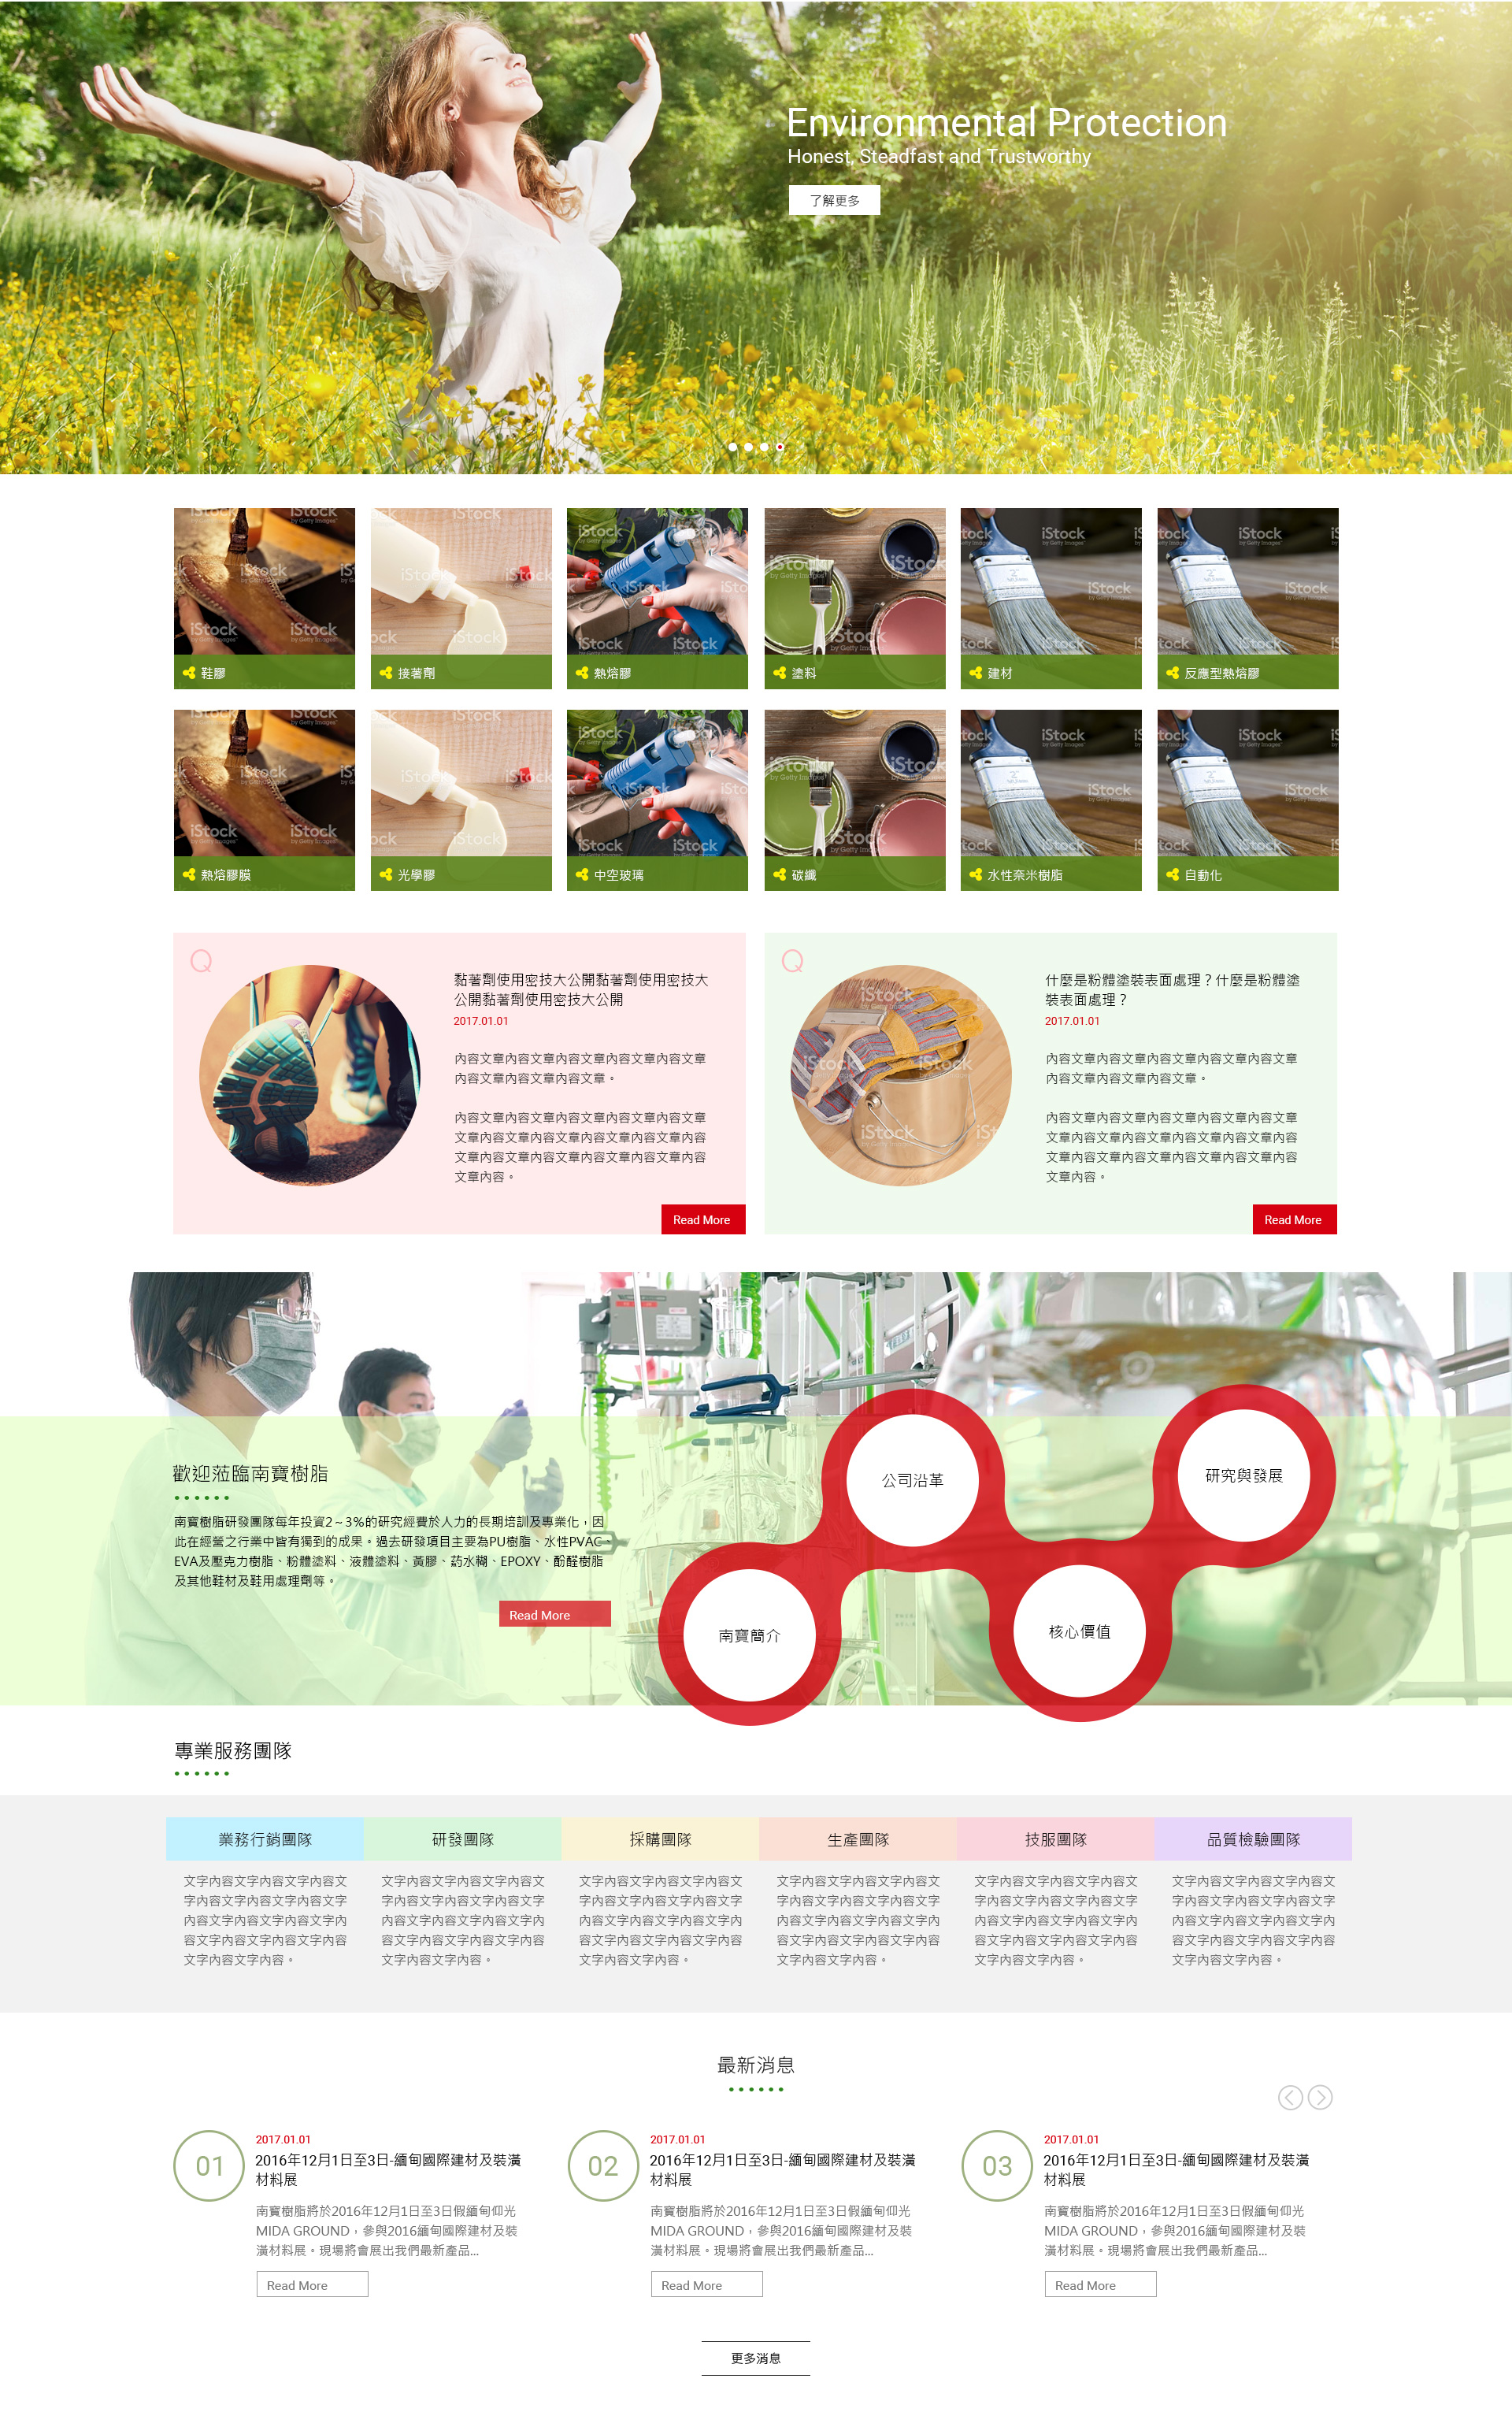 Environmental Protection
Honest, Steadfast and Trustworthy
了解更多
鞋膠
接著劑
熱熔膠
塗料
建材
反應型熱熔膠
熱熔膠膜
光學膠
中空玻璃
碳纖
水性奈米樹脂
自動化
Q
黏著劑使用密技大公開黏著劑使用密技大
公開黏著劑使用密技大公開
2017.01.01
內容文章內容文章內容文章內容文章內容文章
內容文章內容文章內容文章。
內容文章內容文章內容文章內容文章內容文章
文章內容文章內容文章內容文章內容文章內容
文章內容文章內容文章內容文章內容文章內容
文章內容。
Read More
Q
什麼是粉體塗裝表面處理？什麼是粉體塗
裝表面處理？
2017.01.01
內容文章內容文章內容文章內容文章內容文章
內容文章內容文章內容文章。
內容文章內容文章內容文章內容文章內容文章
文章內容文章內容文章內容文章內容文章內容
文章內容文章內容文章內容文章內容文章內容
文章內容。
Read More
歡迎蒞臨南寶樹脂
南寶樹脂研發團隊每年投資2～3%的研究經費於人力的長期培訓及專業化，因
此在經營之行業中皆有獨到的成果。過去研發項目主要為PU樹脂、水性PVAC、
EVA及壓克力樹脂、粉體塗料、液體塗料、黃膠、药水糊、EPOXY、酚醛樹脂
及其他鞋材及鞋用處理劑等。
Read More
公司沿革
研究與發展
南寶簡介
核心價值
專業服務團隊
業務行銷團隊
研發團隊
採購團隊
生產團隊
技服團隊
品質檢驗團隊
文字內容文字內容文字內容文
字內容文字內容文字內容文字
內容文字內容文字內容文字內
容文字內容文字內容文字內容
文字內容文字內容。
文字內容文字內容文字內容文
字內容文字內容文字內容文字
內容文字內容文字內容文字內
容文字內容文字內容文字內容
文字內容文字內容。
文字內容文字內容文字內容文
字內容文字內容文字內容文字
內容文字內容文字內容文字內
容文字內容文字內容文字內容
文字內容文字內容。
文字內容文字內容文字內容文
字內容文字內容文字內容文字
內容文字內容文字內容文字內
容文字內容文字內容文字內容
文字內容文字內容。
文字內容文字內容文字內容文
字內容文字內容文字內容文字
內容文字內容文字內容文字內
容文字內容文字內容文字內容
文字內容文字內容。
文字內容文字內容文字內容文
字內容文字內容文字內容文字
內容文字內容文字內容文字內
容文字內容文字內容文字內容
文字內容文字內容。
最新消息
01
2017.01.01
2016年12月1日至3日-緬甸國際建材及裝潢
材料展
南寶樹脂將於2016年12月1日至3日假緬甸仰光
MIDA GROUND，參與2016緬甸國際建材及裝
潢材料展。現場將會展出我們最新產品...
Read More
02
2017.01.01
2016年12月1日至3日-緬甸國際建材及裝潢
材料展
南寶樹脂將於2016年12月1日至3日假緬甸仰光
MIDA GROUND，參與2016緬甸國際建材及裝
潢材料展。現場將會展出我們最新產品...
Read More
03
2017.01.01
2016年12月1日至3日-緬甸國際建材及裝潢
材料展
南寶樹脂將於2016年12月1日至3日假緬甸仰光
MIDA GROUND，參與2016緬甸國際建材及裝
潢材料展。現場將會展出我們最新產品...
Read More
更多消息